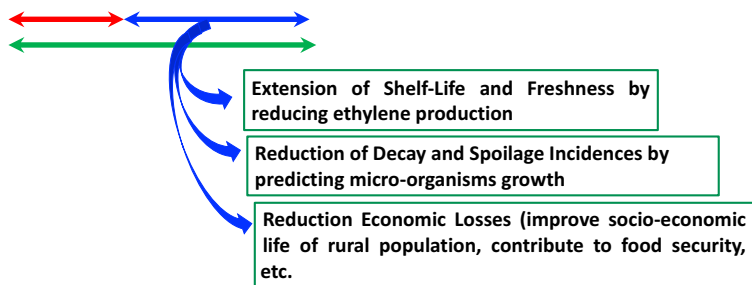 Extension of Shelf-Life and Freshness by
reducing ethylene production
Reduction of Decay and Spoilage Incidences by
predicting micro-organisms growth
Reduction Economic Losses (improve socio-economic
life of rural population, contribute to food security,
etc.